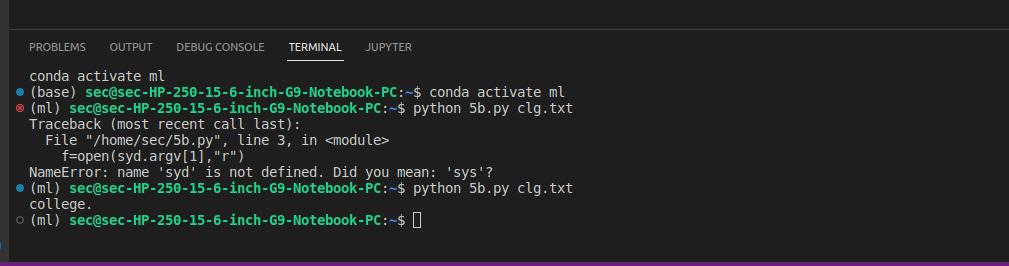 PROBLEMS OUTPUT DEBUG CONSOLE TERMINAL JUPYTER
conda activate ml
(base) sec@sec-HP-250-15-6-inch-G9-Notebook-PC:~$ conda activate ml
(ml) sec@sec-HP-250-15-6-inch-G9-Notebook-PC:~$ python 5b.py clg.txt
Traceback (most recent call last):
  File "/home/sec/5b.py", line 3, in <module>
    f=open(syd.argv[1],"r")
NameError: name 'syd' is not defined. Did you mean: 'sys'?
(ml) sec@sec-HP-250-15-6-inch-G9-Notebook-PC:~$ python 5b.py clg.txt
college.
(ml) sec@sec-HP-250-15-6-inch-G9-Notebook-PC:~$